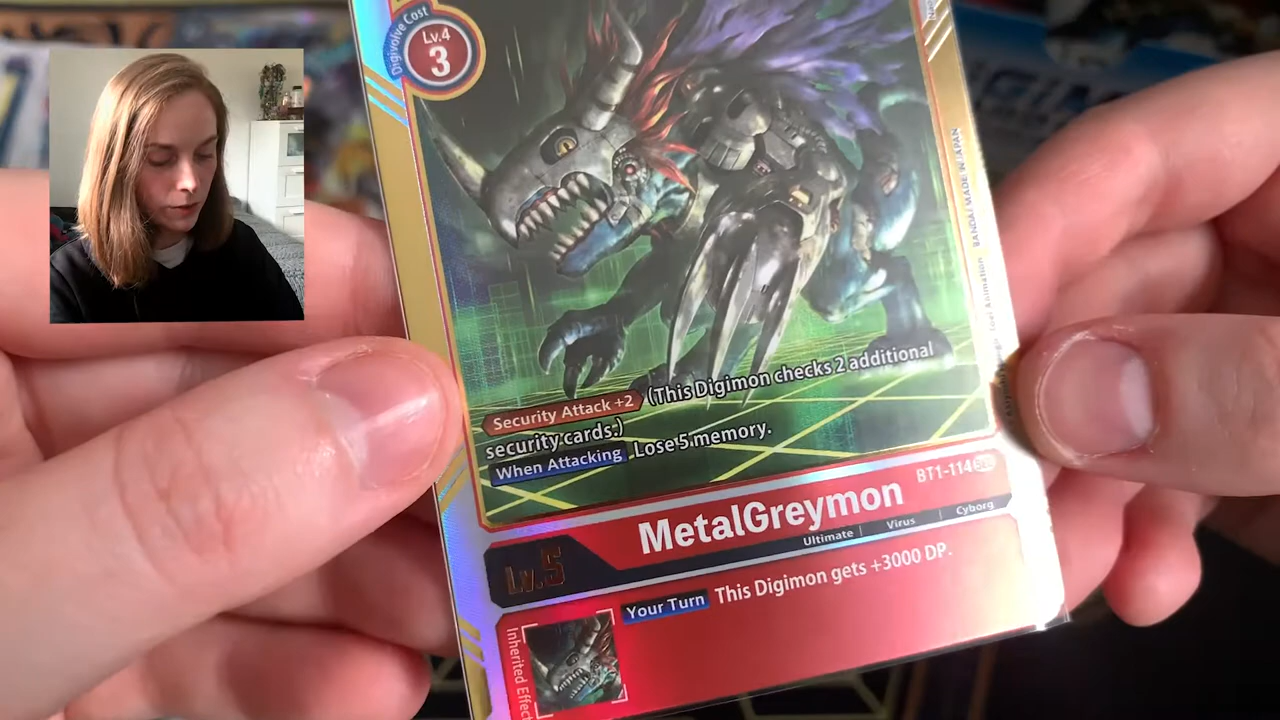 Digivolve Cost
Lv.4
3
BANDAI MADE IN JAPAN
Toei Animation
Security Attack +2 (This Digimon checks 2 additional
security cards.)
When Attacking Lose 5 memory.
BT1-114
MetalGreymon
Lv.5
Ultimate | Virus | Cyborg
Your Turn This Digimon gets +3000 DP.
Inherited Effect